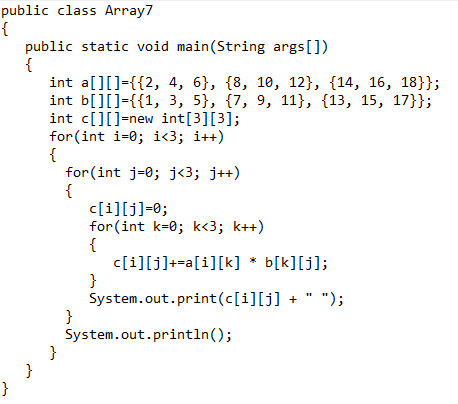 public class Array7
{
   public static void main(String args[])
   {
      int a[][]={{2, 4, 6}, {8, 10, 12}, {14, 16, 18}};
      int b[][]={{1, 3, 5}, {7, 9, 11}, {13, 15, 17}};
      int c[][]=new int[3][3];
      for(int i=0; i<3; i++)
      {
        for(int j=0; j<3; j++)
        {
           c[i][j]=0;
           for(int k=0; k<3; k++)
           {
              c[i][j]+=a[i][k] * b[k][j];
           }
           System.out.print(c[i][j] + " ");
        }
        System.out.println();
      }
   }
}